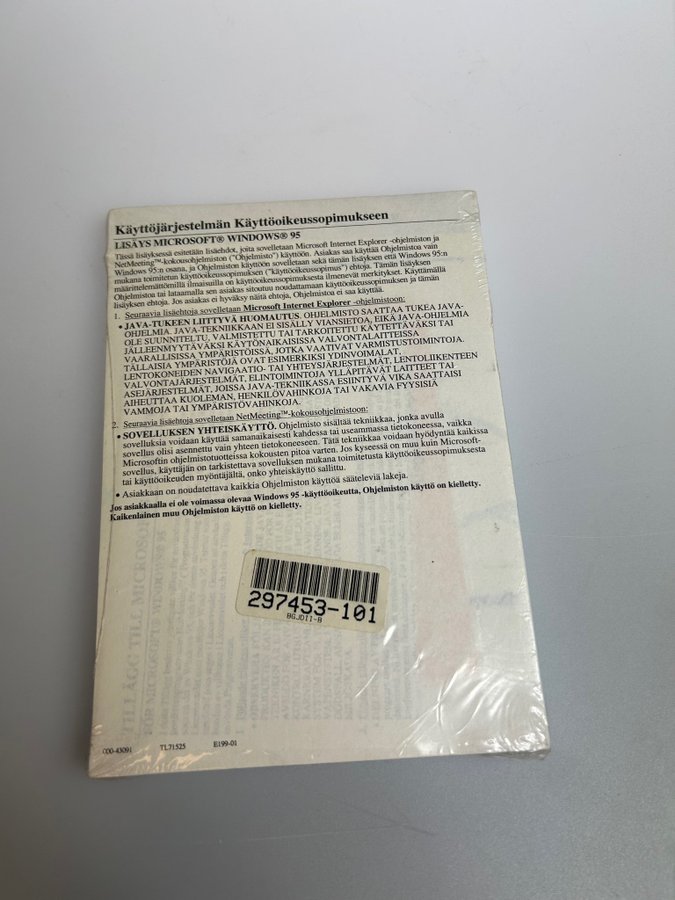 Käyttöjärjestelmän Käyttöoikeussopimukseen
LISÄYS MICROSOFT® WINDOWS® 95
Tässä lisäyksessä esitetään lisäehdot, joita sovelletaan Microsoft Internet Explorer -ohjelmiston ja
NetMeeting™-kokousohjelmiston ("Ohjelmisto") käyttöön. Asiakas saa käyttää Ohjelmistoa vain
Windows 95:n osana, ja Ohjelmiston käyttöön sovelletaan sekä tämän lisäyksen että Windows 95:n
mukana toimitetun käyttöoikeussopimuksen ("käyttöoikeussopimus") ehtoja. Tämän lisäyksen
määrittelemättömillä ilmauksilla on käyttöoikeussopimuksesta ilmenevät merkitykset. Käyttämällä
Ohjelmistoa tai lataamalla sen asiakas sitoutuu noudattamaan käyttöoikeussopimuksen ja tämän
lisäyksen ehtoja. Jos asiakas ei hyväksy näitä ehtoja, Ohjelmistoa ei saa käyttää.
1. Seuraavia lisäehtoja sovelletaan Microsoft Internet Explorer -ohjelmistoon:
• JAVA-TUKEEN LIITTYVÄ HUOMAUTUS. OHJELMISTO SAATTAA TUKEA JAVA-
OHJELMIA. JAVA-TEKNIIKKAAN EI SISÄLLY VIANSIETOA, EIKÄ JAVA-OHJELMIA
OLE SUUNNITELTU, VALMISTETTU TAI TARKOITETTU KÄYTETTÄVÄKSI TAI
JÄLLEENMYYTÄVÄKSI KÄYTÖNAIKAISISSA VALVONTALAITTEISSA
VAARALLISISSA YMPÄRISTÖISSÄ, JOTKA VAATIVAT VARMISTUSTOIMINTOJA.
TÄLLAISIA YMPÄRISTÖJÄ OVAT ESIMERKIKSI YDINVOIMALAT,
LENTOKONEIDEN NAVIGAATIO- TAI YHTEYSJÄRJESTELMÄT, LENTOLIIKENTEEN
VALVONTAJÄRJESTELMÄT, ELINTOIMINTOJA YLLÄPITÄVÄT LAITTEET TAI
ASEJÄRJESTELMÄT, JOISSA JAVA-TEKNIIKASSA ESIINTYVÄ VIKA SAATTAISI
AIHEUTTAA KUOLEMAN, HENKILÖVAHINKOJA TAI VAKAVIA FYYSISIÄ
VAMMOJA TAI YMPÄRISTÖVAHINKOJA.
2. Seuraavia lisäehtoja sovelletaan NetMeeting™-kokousohjelmistoon:
• SOVELLUKSEN YHTEISKÄYTTÖ. Ohjelmisto sisältää tekniikkaa, jonka avulla
sovelluksia voidaan käyttää samanaikaisesti kahdessa tai useammassa tietokoneessa, vaikka
sovellus olisi asennettu vain yhteen tietokoneeseen. Tätä tekniikkaa voidaan hyödyntää kaikissa
Microsoftin ohjelmistotuotteissa kokousten pitoa varten. Jos kyseessä on muu kuin Microsoft-
sovellus, käyttäjän on tarkistettava sovelluksen mukana toimitetusta käyttöoikeussopimuksesta
tai käyttöoikeuden myöntäjältä, onko yhteiskäyttö sallittu.
• Asiakkaan on noudatettava kaikkia Ohjelmiston käyttöä sääteleviä lakeja.
Jos asiakkaalla ei ole voimassa olevaa Windows 95 -käyttöoikeutta, Ohjelmiston käyttö on kielletty.
Kaikenlainen muu Ohjelmiston käyttö on kielletty.
297453-101
BGJDII-B
000-43091 TL71525 E199-01